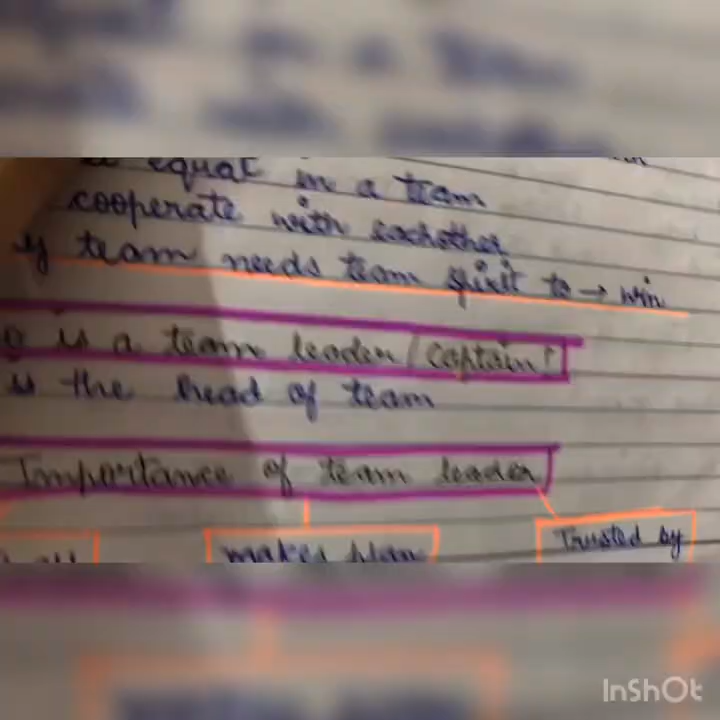 equal in a team
cooperate with eachother
team needs team spirit to → win
is a team leader / captain?
is the head of team
Importance of team leader
makes plan
Trusted by
InShOt